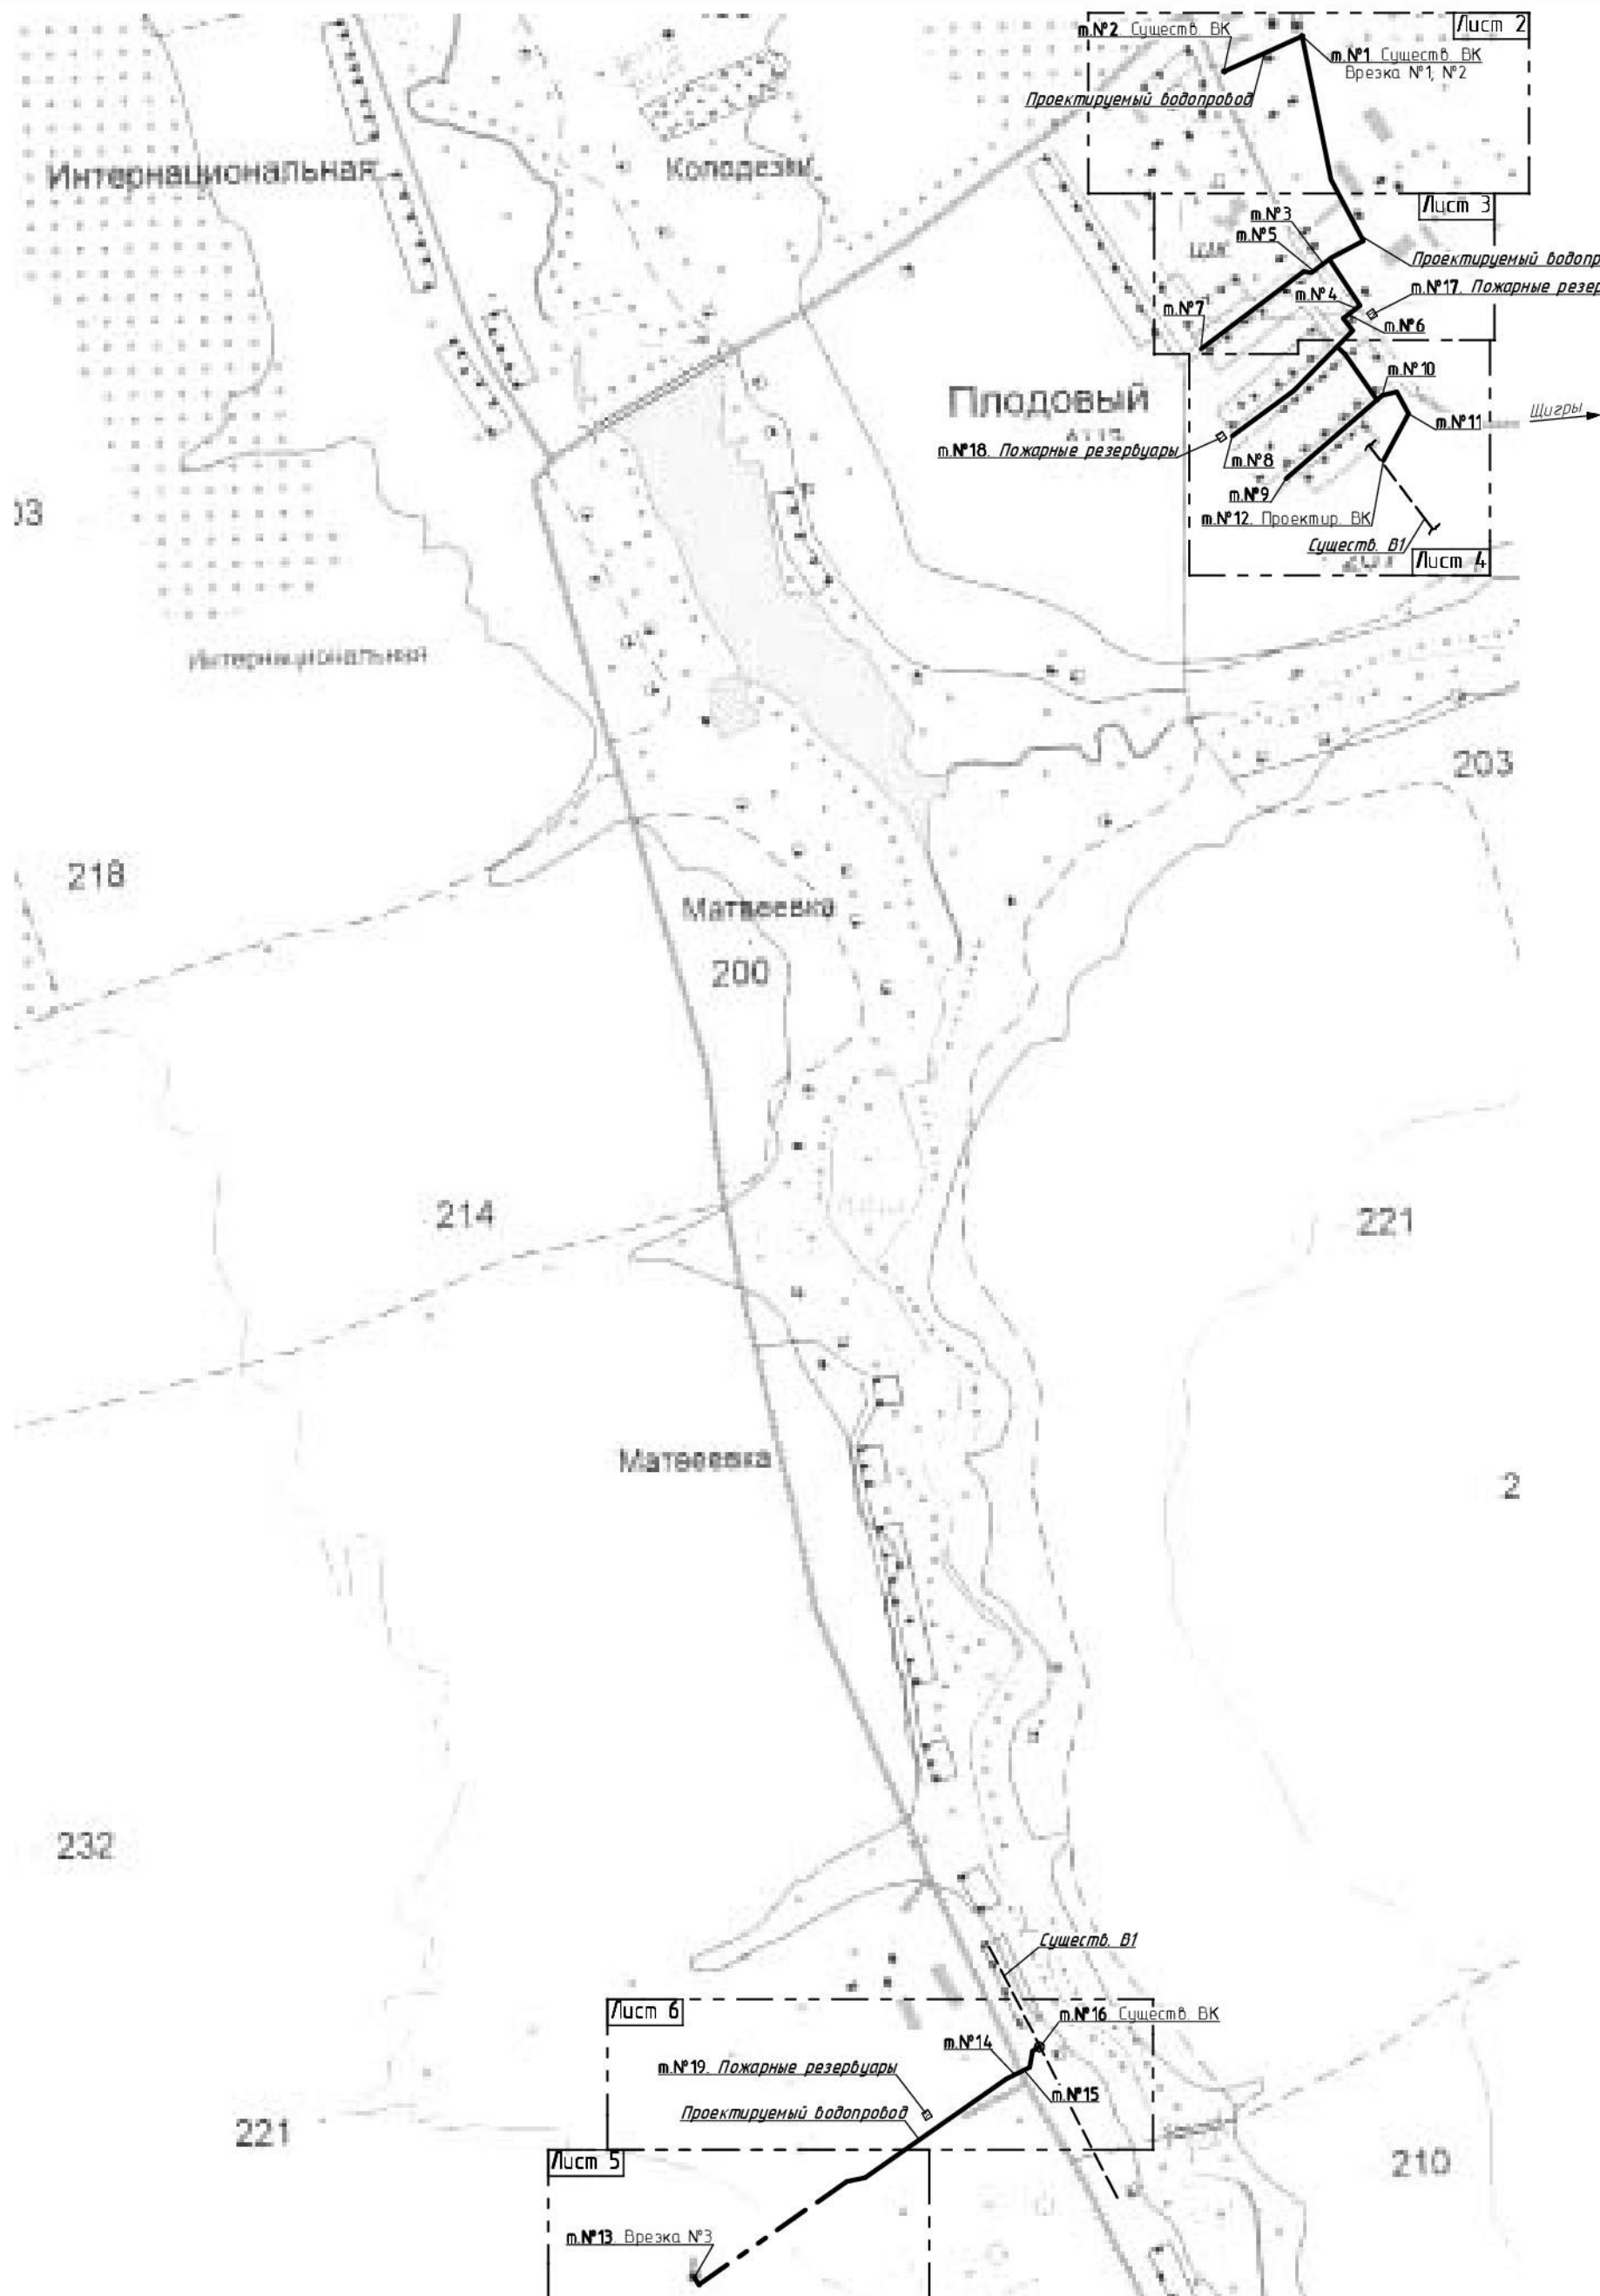 Лист 2
т.№2. Существ. ВК
т.№1. Существ. ВК
Врезка №1, №2
Проектируемый водопровод
Интернациональная
Колодезки
Лист 3
т.№3
т.№5
Проектируемый водопр
т.№17. Пожарные резер
т.№4
т.№7
т.№6
т.№10
Плодовый
Щигры
т.№11
т.№18. Пожарные резервуары
т.№8
т.№9
т.№12. Проектир. ВК
03
Существ. В1
Лист 4
Интернациональная
203
218
Матвеевка
200
214
221
Матвеевка
2
232
Существ. В1
Лист 6
т.№16. Существ. ВК
т.№14
т.№19. Пожарные резервуары
т.№15
Проектируемый водопровод
221
Лист 5
210
т.№13. Врезка №3